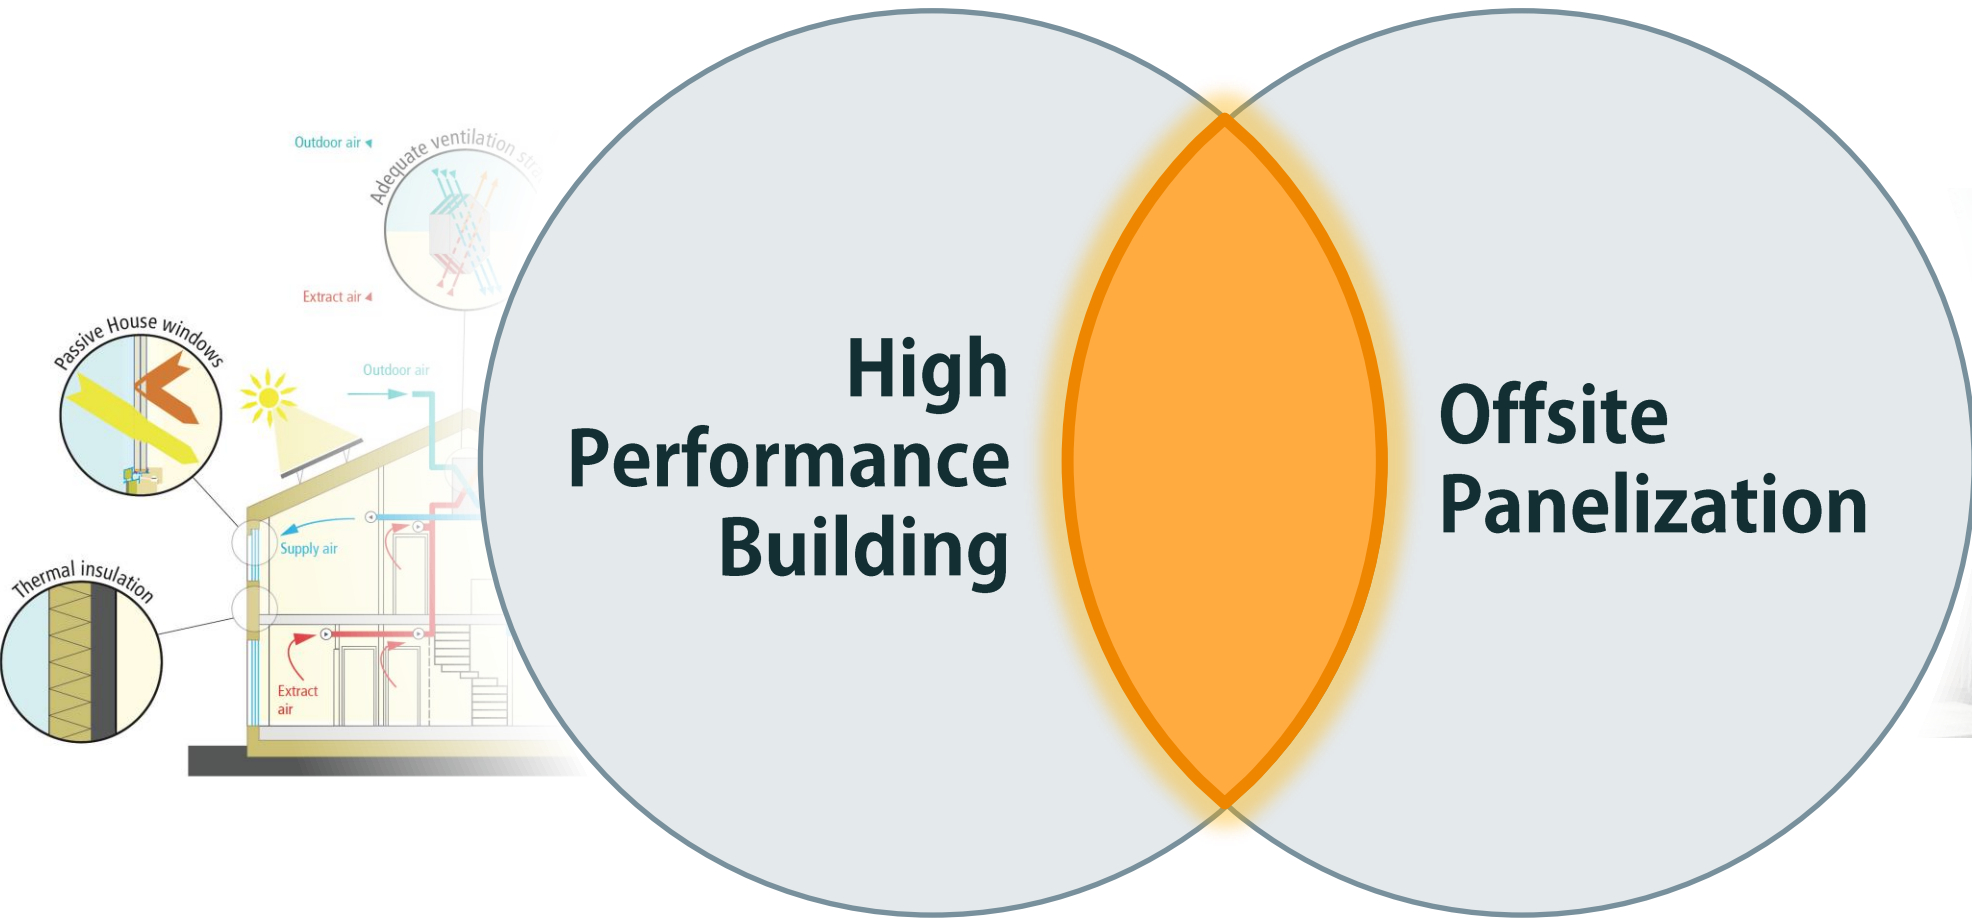 Outdoor air
Adequate ventilation
Extract air
Passive House windows
Outdoor air
Supply air
Thermal insulation
Extract
air
High
Performance
Building
Offsite
Panelization